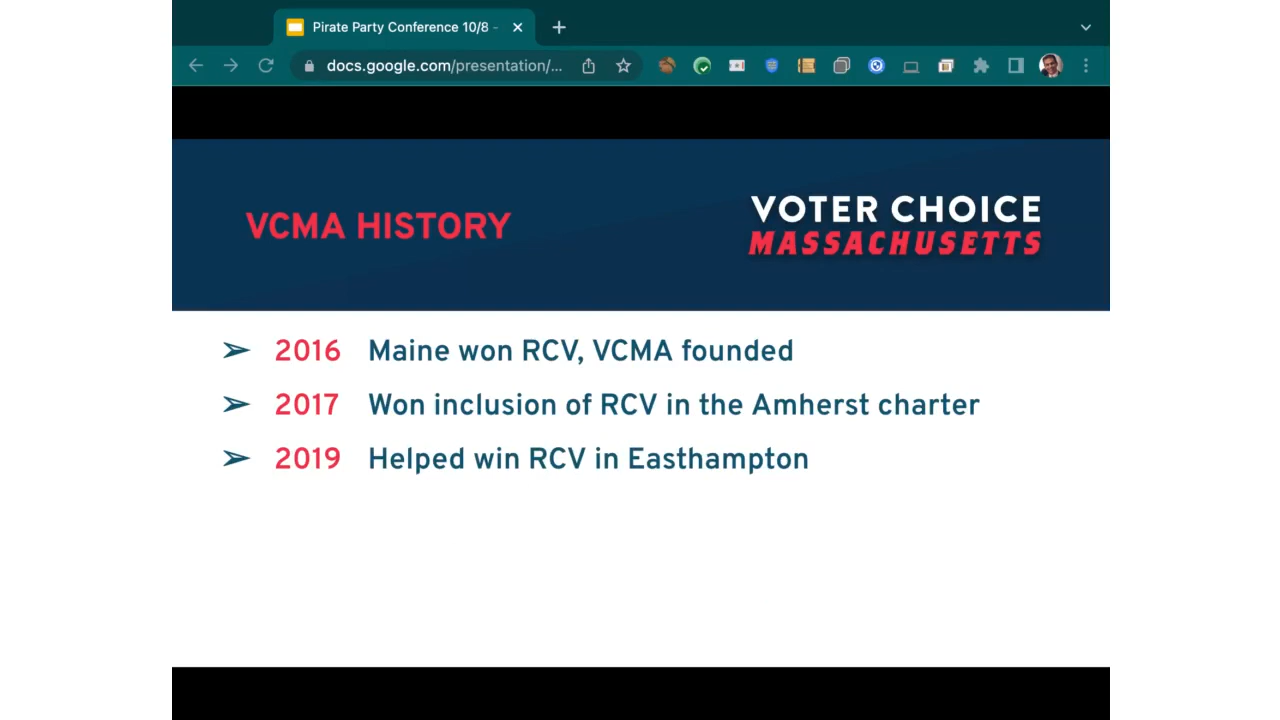 Pirate Party Conference 10/8 -
docs.google.com/presentation/...
VCMA HISTORY
VOTER CHOICE
MASSACHUSETTS
➢ 2016 Maine won RCV, VCMA founded
➢ 2017 Won inclusion of RCV in the Amherst charter
➢ 2019 Helped win RCV in Easthampton